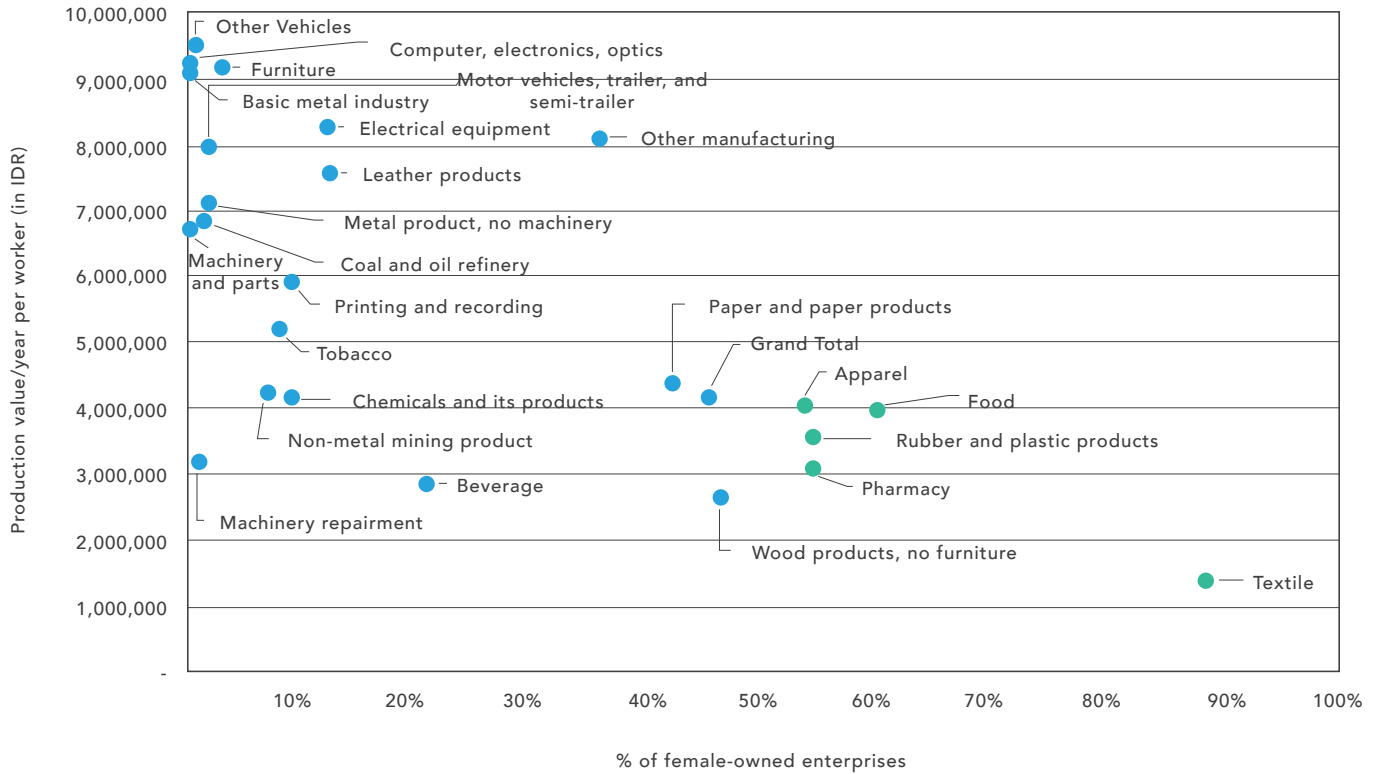 10,000,000
Other Vehicles
Computer, electronics, optics
Furniture
9,000,000
Motor vehicles, trailer, and
semi-trailer
Basic metal industry
Electrical equipment
Other manufacturing
8,000,000
Leather products
7,000,000
Metal product, no machinery
Machinery
and parts
Coal and oil refinery
6,000,000
Printing and recording
Paper and paper products
5,000,000
Grand Total
Tobacco
Apparel
4,000,000
Chemicals and its products
Food
Non-metal mining product
Rubber and plastic products
3,000,000
Beverage
Pharmacy
Machinery repairment
2,000,000
Wood products, no furniture
Textile
1,000,000
-
Production value/year per worker (in IDR)
10% 20% 30% 40% 50% 60% 70% 80% 90% 100%
% of female-owned enterprises